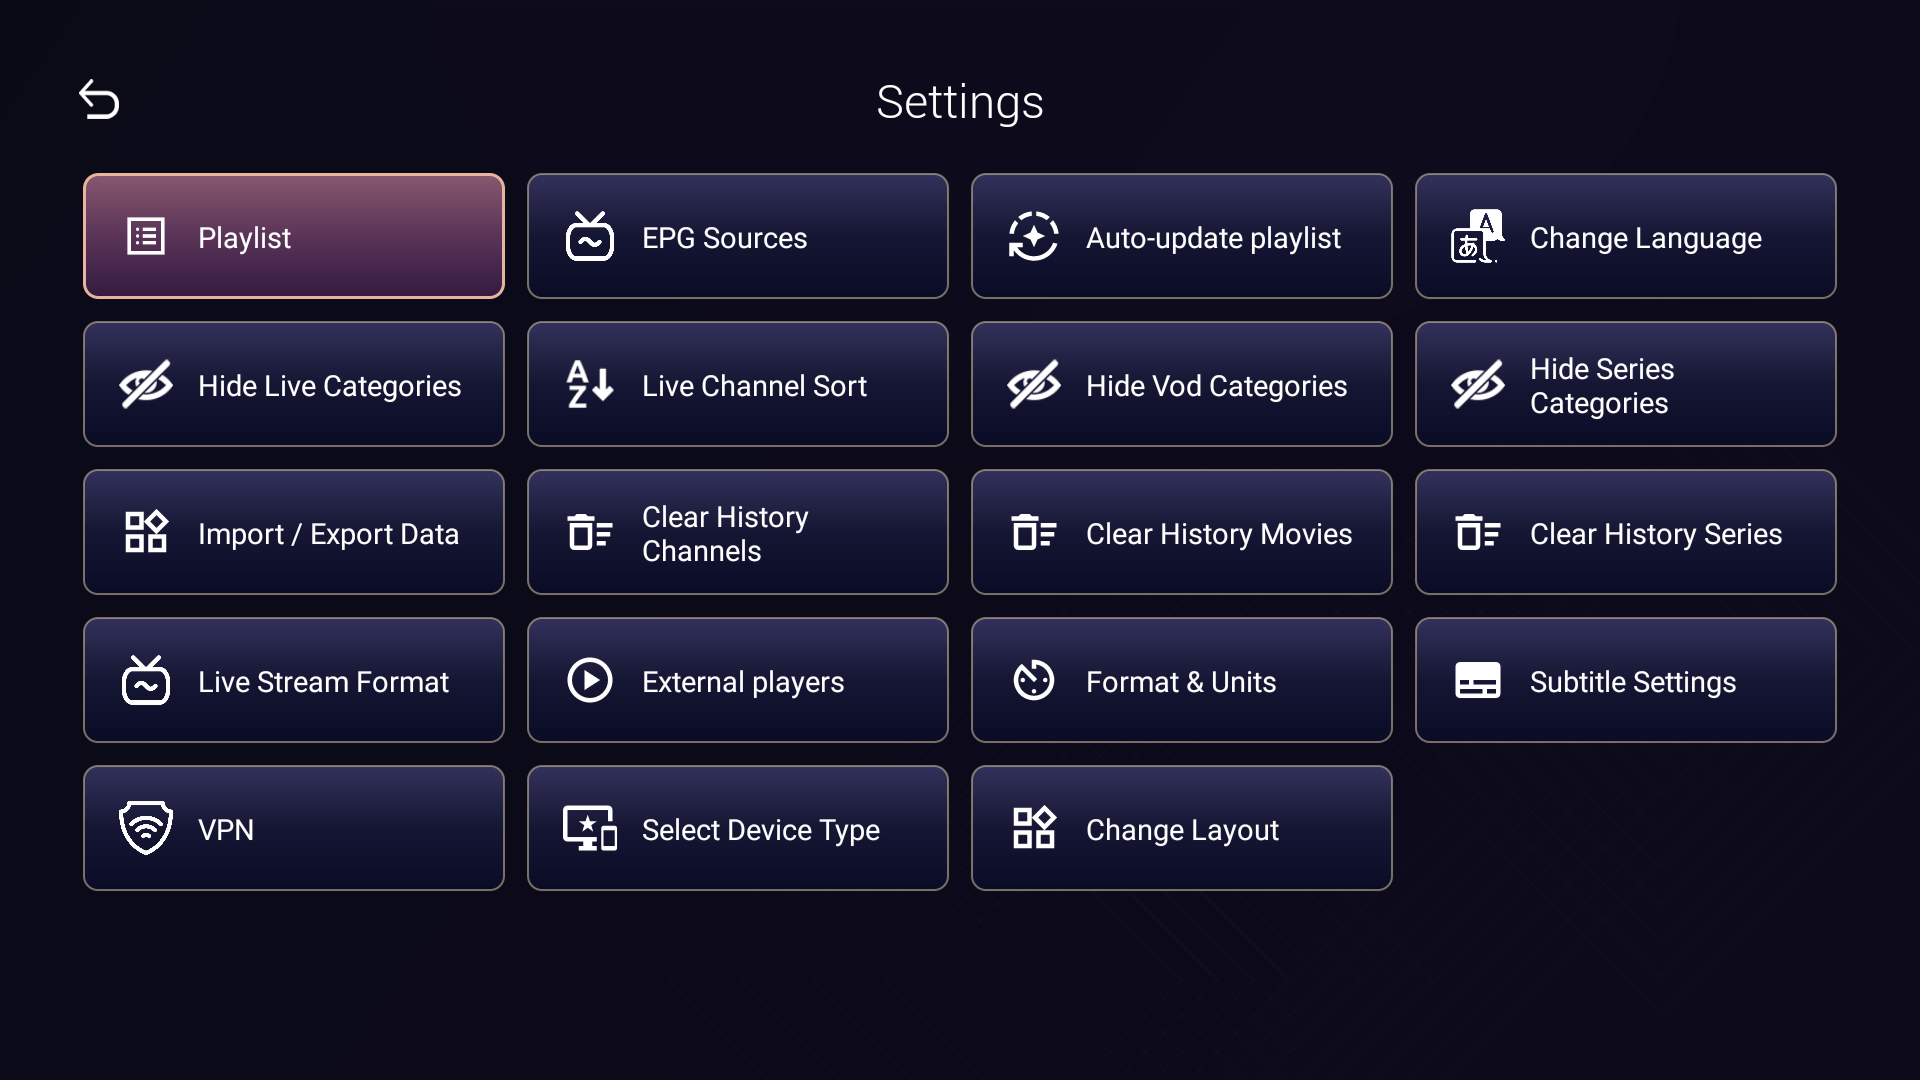 Settings
Playlist
EPG Sources
Auto-update playlist
Change Language
Hide Live Categories
Live Channel Sort
Hide Vod Categories
Hide Series
Categories
Import / Export Data
Clear History
Channels
Clear History Movies
Clear History Series
Live Stream Format
External players
Format & Units
Subtitle Settings
VPN
Select Device Type
Change Layout